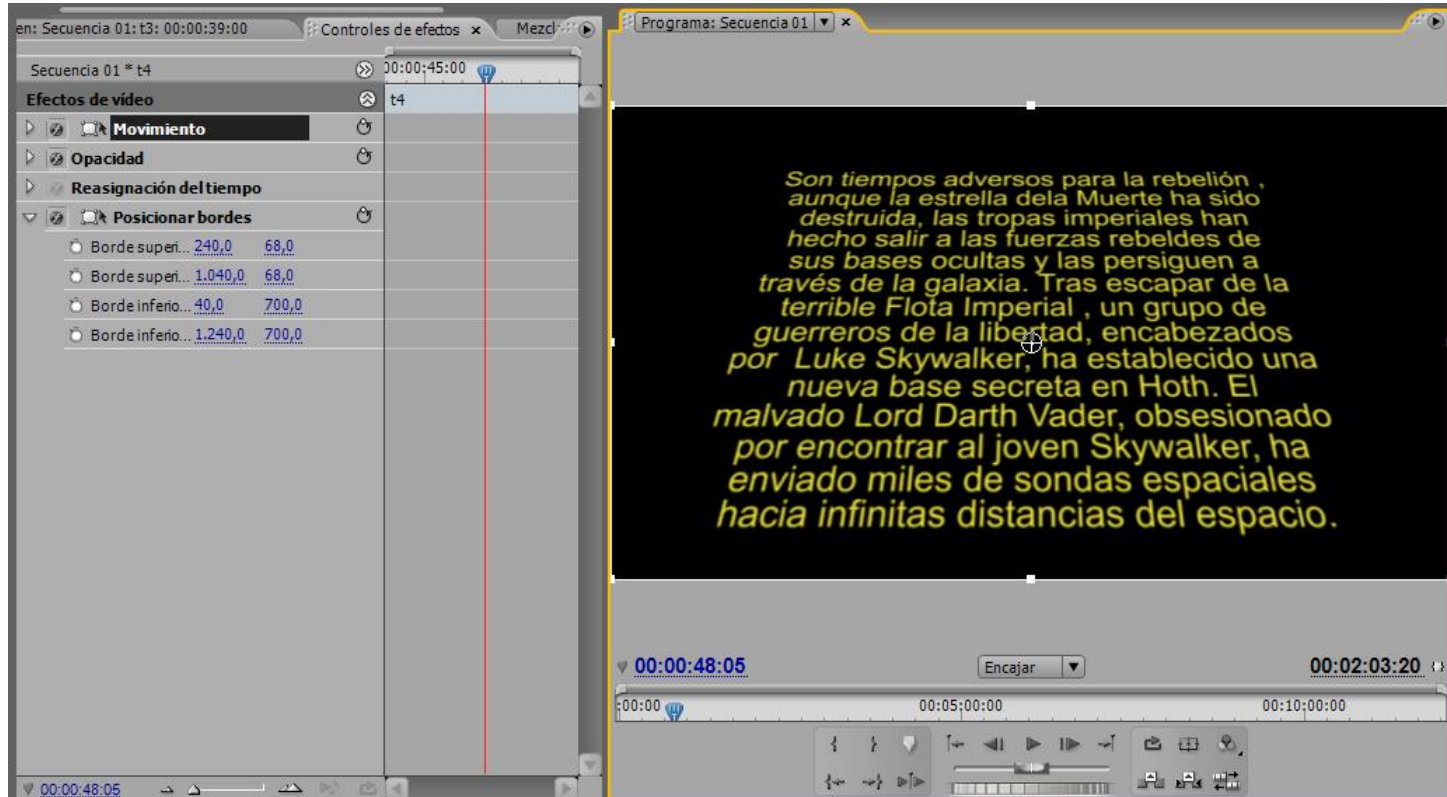 en: Secuencia 01: t3: 00:00:39:00
Controles de efectos x
Mezcl
Secuencia 01 * t4
00:00:45:00
Efectos de vídeo
t4
Movimiento
Opacidad
Reasignación del tiempo
Posicionar bordes
Borde superi... 240,0 68,0
Borde superi... 1.040,0 68,0
Borde inferio... 40,0 700,0
Borde inferio... 1.240,0 700,0
00:00:48:05
Programa: Secuencia 01 x
Son tiempos adversos para la rebelión ,
aunque la estrella dela Muerte ha sido
destruida, las tropas imperiales han
hecho salir a las fuerzas rebeldes de
sus bases ocultas y las persiguen a
través de la galaxia. Tras escapar de la
terrible Flota Imperial , un grupo de
guerreros de la libertad, encabezados
por Luke Skywalker, ha establecido una
nueva base secreta en Hoth. El
malvado Lord Darth Vader, obsesionado
por encontrar al joven Skywalker, ha
enviado miles de sondas espaciales
hacia infinitas distancias del espacio.
00:00:48:05
Encajar
00:02:03:20
:00:00
00:05:00:00
00:10:00:00